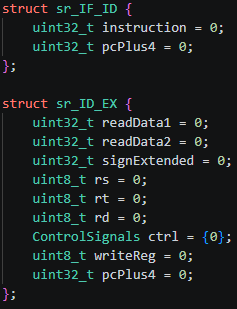 struct sr_IF_ID {
    uint32_t instruction = 0;
    uint32_t pcPlus4 = 0;
};

struct sr_ID_EX {
    uint32_t readData1 = 0;
    uint32_t readData2 = 0;
    uint32_t signExtended = 0;
    uint8_t rs = 0;
    uint8_t rt = 0;
    uint8_t rd = 0;
    ControlSignals ctrl = {0};
    uint8_t writeReg = 0;
    uint32_t pcPlus4 = 0;
};